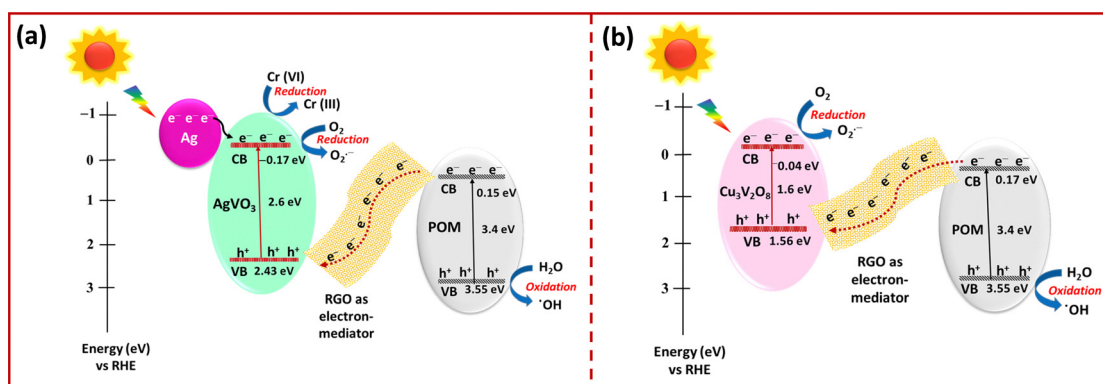 (a)
Cr (VI)
Reduction
Cr (III)
−1
e⁻ e⁻ e⁻
Ag
O₂
Reduction
O₂·⁻
e⁻ e⁻ e⁻
CB
−0.17 eV
0
AgVO₃
2.6 eV
1
2
h⁺ h⁺ h⁺
VB 2.43 eV
3
e⁻ e⁻ e⁻ e⁻ e⁻ e⁻ e⁻
RGO as
electron-
mediator
e⁻ e⁻ e⁻
CB
0.15 eV
POM
3.4 eV
h⁺ h⁺ h⁺
VB 3.55 eV
H₂O
Oxidation
·OH
Energy (eV)
vs RHE
(b)
O₂
Reduction
O₂·⁻
−1
e⁻ e⁻ e⁻
0
CB
−0.04 eV
Cu₃V₂O₈
1.6 eV
1
h⁺ h⁺ h⁺
VB 1.56 eV
2
3
e⁻ e⁻ e⁻ e⁻ e⁻
RGO as
electron-
mediator
e⁻ e⁻ e⁻
CB
0.17 eV
POM
3.4 eV
h⁺ h⁺ h⁺
VB 3.55 eV
H₂O
Oxidation
·OH
Energy (eV)
vs RHE